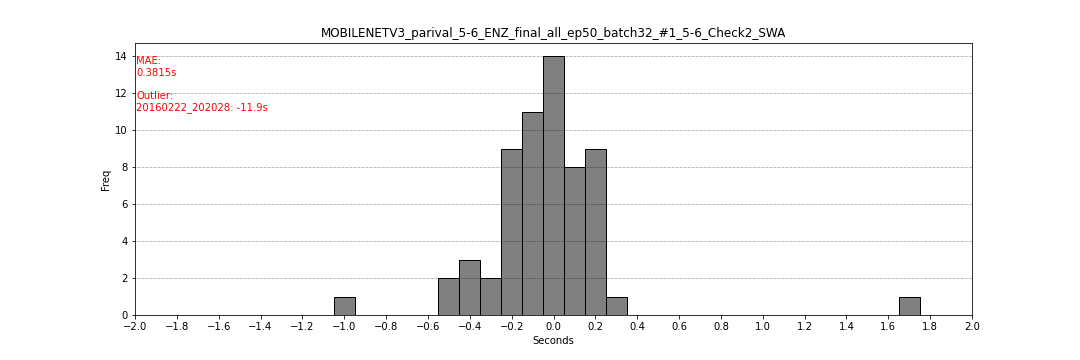 MOBILENETV3_parival_5-6_ENZ_final_all_ep50_batch32_#1_5-6_Check2_SWA
MAE:
0.3815s
Outlier:
20160222_202028: -11.9s
14
12
10
8
6
4
2
0
Freq
−2.0 −1.8 −1.6 −1.4 −1.2 −1.0 −0.8 −0.6 −0.4 −0.2 0.0 0.2 0.4 0.6 0.8 1.0 1.2 1.4 1.6 1.8 2.0
Seconds